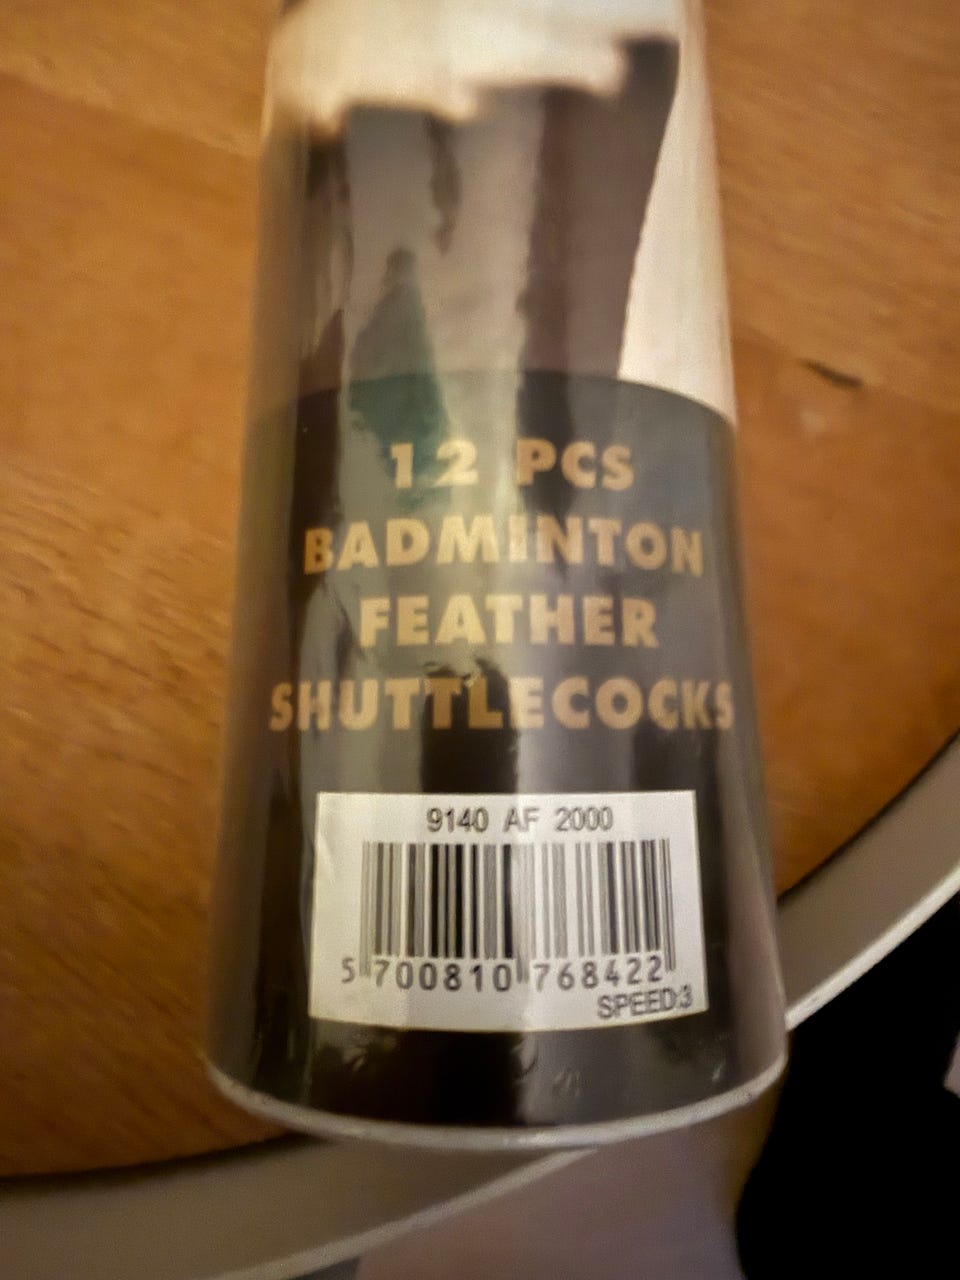 12 PCS
BADMINTON
FEATHER
SHUTTLECOCKS
9140 AF 2000
5 700810 768422
SPEED:3